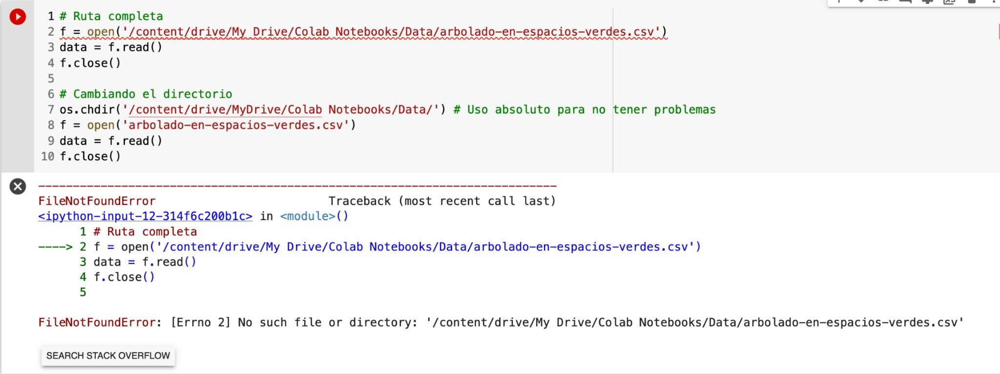 1 # Ruta completa
2 f = open('/content/drive/My Drive/Colab Notebooks/Data/arbolado-en-espacios-verdes.csv')
3 data = f.read()
4 f.close()
5
6 # Cambiando el directorio
7 os.chdir('/content/drive/MyDrive/Colab Notebooks/Data/') # Uso absoluto para no tener problemas
8 f = open('arbolado-en-espacios-verdes.csv')
9 data = f.read()
10 f.close()
---------------------------------------------------------------------------
FileNotFoundError                         Traceback (most recent call last)
<ipython-input-12-314f6c200b1c> in <module>()
      1 # Ruta completa
----> 2 f = open('/content/drive/My Drive/Colab Notebooks/Data/arbolado-en-espacios-verdes.csv')
      3 data = f.read()
      4 f.close()
      5
FileNotFoundError: [Errno 2] No such file or directory: '/content/drive/My Drive/Colab Notebooks/Data/arbolado-en-espacios-verdes.csv'
SEARCH STACK OVERFLOW